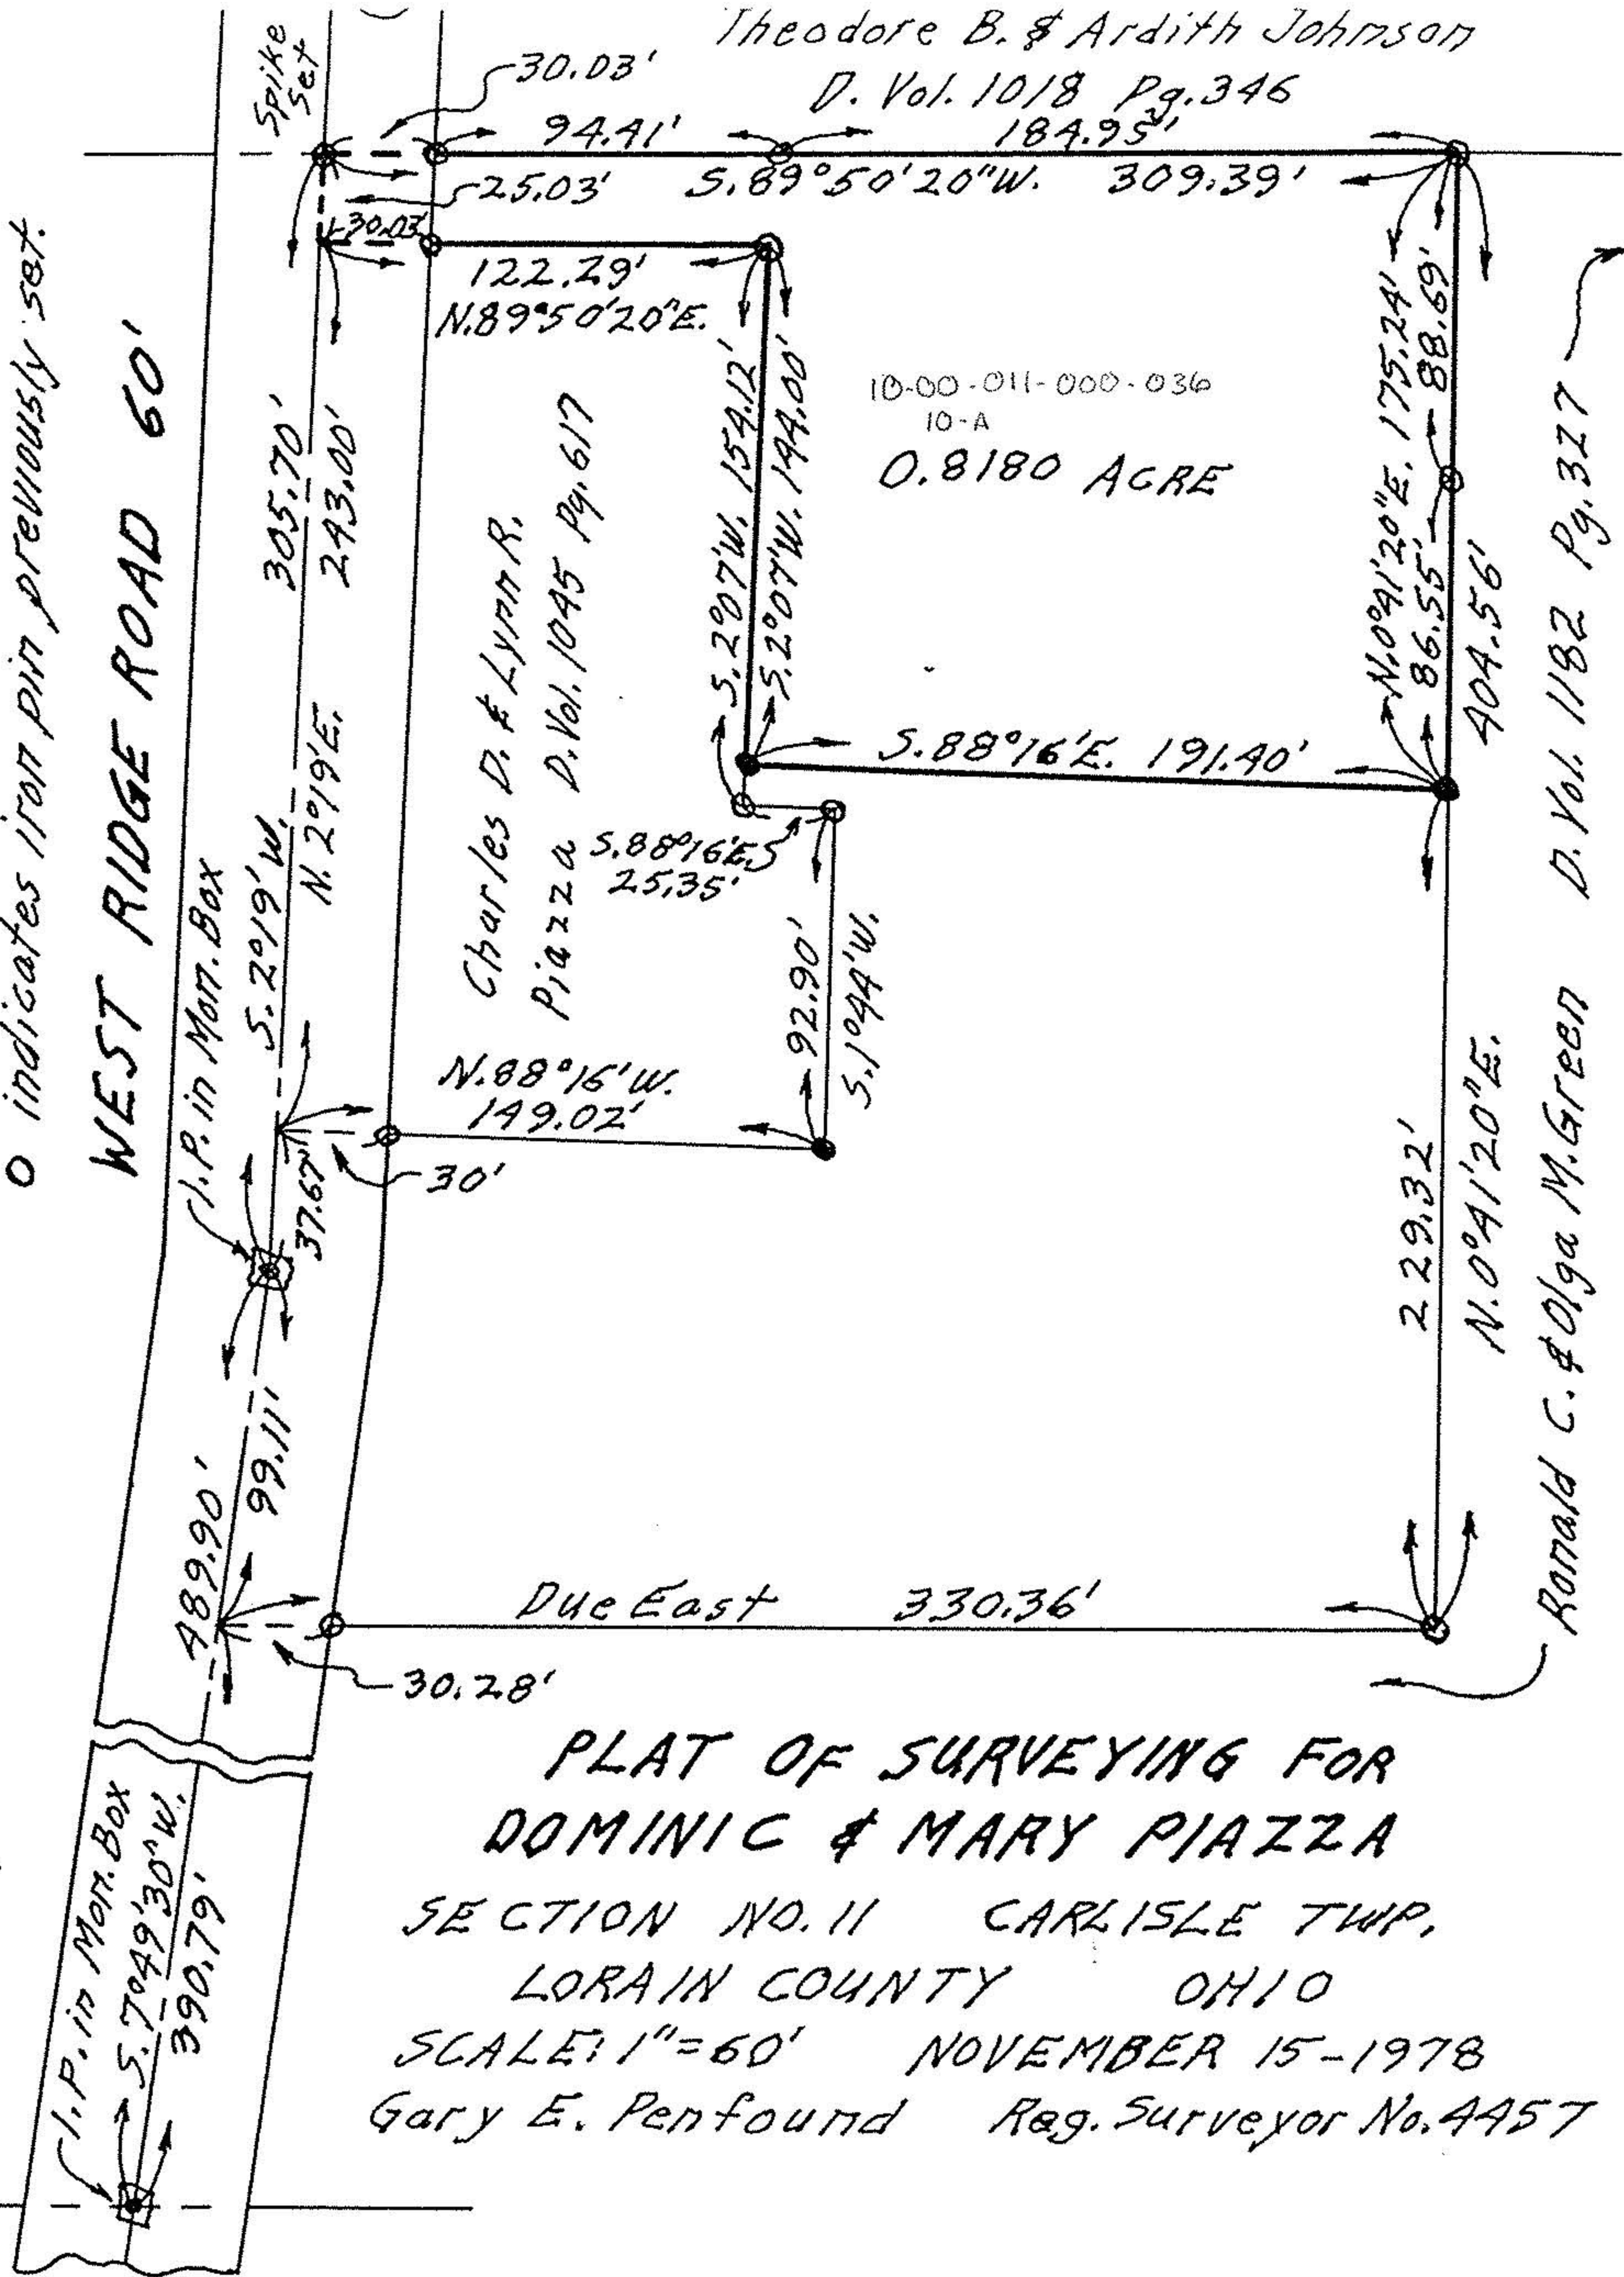 Theodore B. & Ardith Johnson
D. Vol. 1018 Pg. 346
Spike
set
30.03'
94.41'
184.95'
25.03'
S.89°50'20"W. 309.39'
30.03'
122.29'
N.89°50'20"E.
o indicates iron pin previously set.
WEST RIDGE ROAD 60'
305.70'
243.00'
S.2°19'W.
N.2°19'E.
I.P. in Mon. Box
Charles D. & Lynn R.
Piazza D. Vol. 1045 Pg. 617
S.2°07'W. 154.12'
S.2°07'W. 144.00'
10-00-011-000-036
10-A
0.8180 ACRE
N.0°41'20"E. 175.24'
86.55' 88.69'
404.56'
S.88°16'E. 191.40'
S.88°16'E.
25.35'
92.90'
S.1°44'W.
N.88°16'W.
149.02'
30'
37.67'
229.32'
N.0°41'20"E.
Ronald C. & Olga M. Green D. Vol. 1182 Pg. 327
489.90'
99.11'
Due East 330.36'
30.28'
I.P. in Mon. Box
S.7°49'30"W.
390.79'
PLAT OF SURVEYING FOR
DOMINIC & MARY PIAZZA
SECTION NO. 11 CARLISLE TWP.
LORAIN COUNTY OHIO
SCALE: 1"=60' NOVEMBER 15-1978
Gary E. Penfound Reg. Surveyor No. 4457